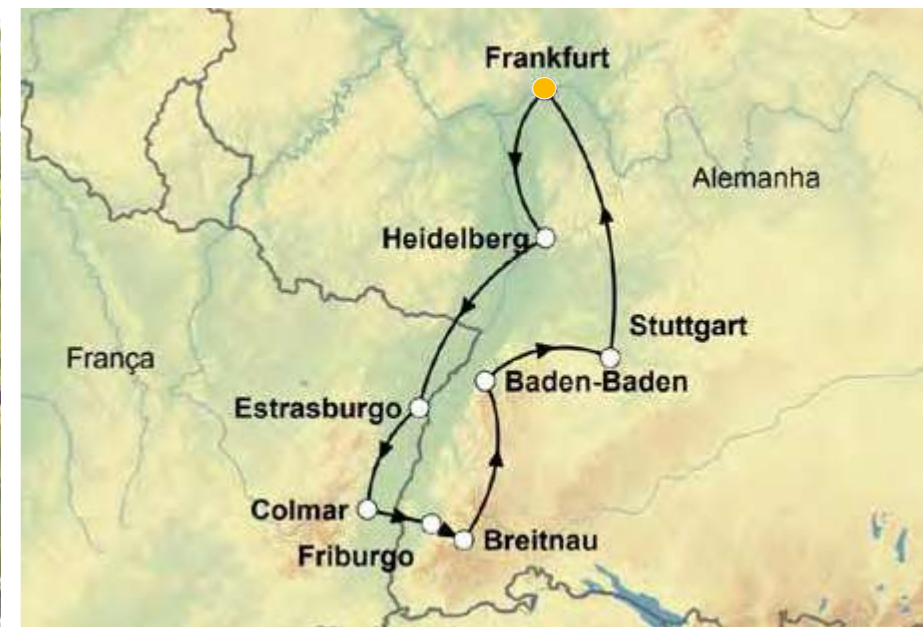 Frankfurt
Alemanha
Heidelberg
Stuttgart
França
Baden-Baden
Estrasburgo
Colmar
Breitnau
Friburgo